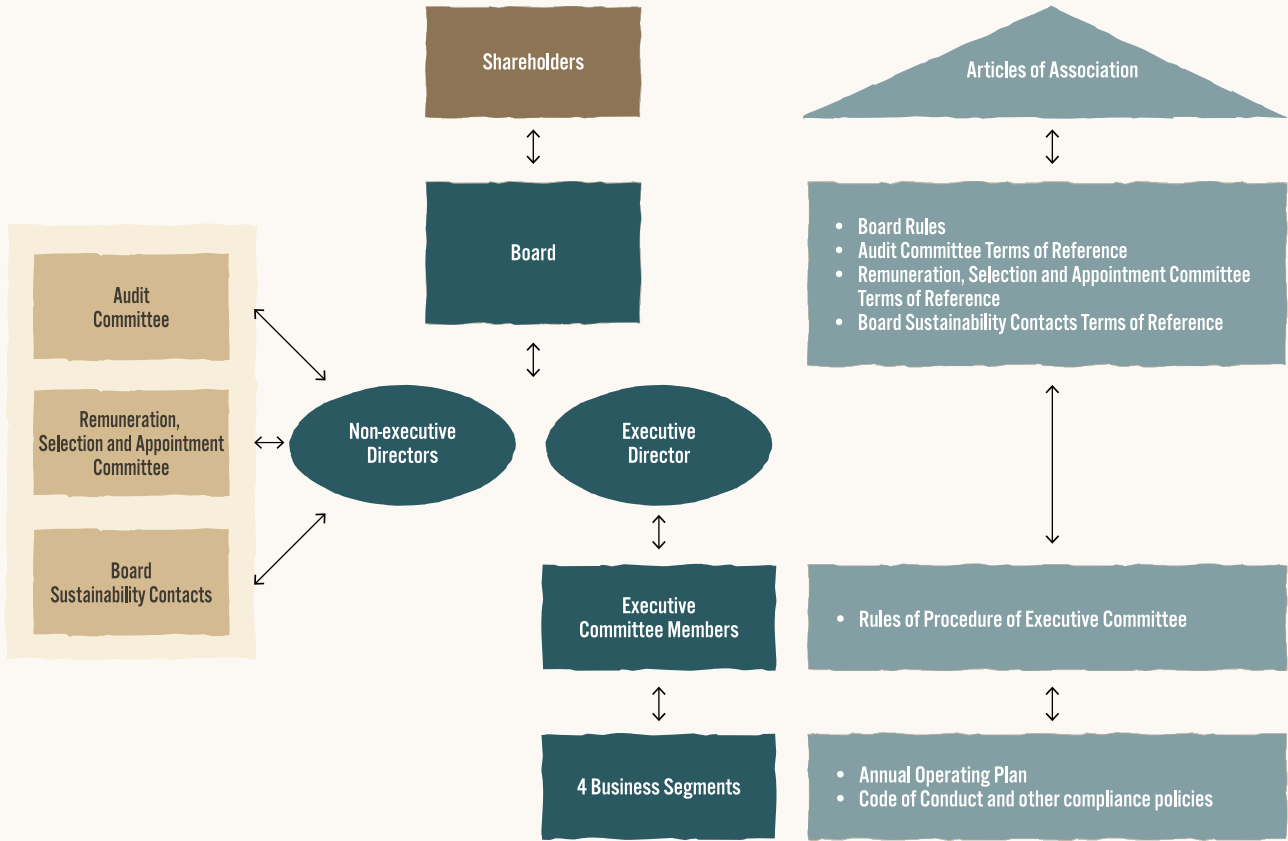 Shareholders
Articles of Association
Board
• Board Rules
• Audit Committee Terms of Reference
• Remuneration, Selection and Appointment Committee
Terms of Reference
• Board Sustainability Contacts Terms of Reference
Audit
Committee
Remuneration,
Selection and Appointment
Committee
Board
Sustainability Contacts
Non-executive
Directors
Executive
Director
Executive
Committee Members
• Rules of Procedure of Executive Committee
4 Business Segments
• Annual Operating Plan
• Code of Conduct and other compliance policies